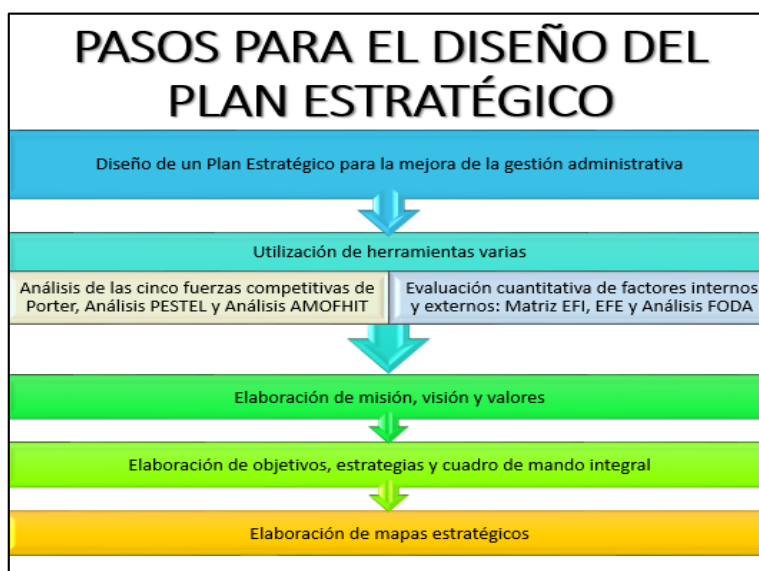 PASOS PARA EL DISEÑO DEL
PLAN ESTRATÉGICO
Diseño de un Plan Estratégico para la mejora de la gestión administrativa
Utilización de herramientas varias
Análisis de las cinco fuerzas competitivas de
Porter, Análisis PESTEL y Análisis AMOFHIT
Evaluación cuantitativa de factores internos
y externos: Matriz EFI, EFE y Análisis FODA
Elaboración de misión, visión y valores
Elaboración de objetivos, estrategias y cuadro de mando integral
Elaboración de mapas estratégicos